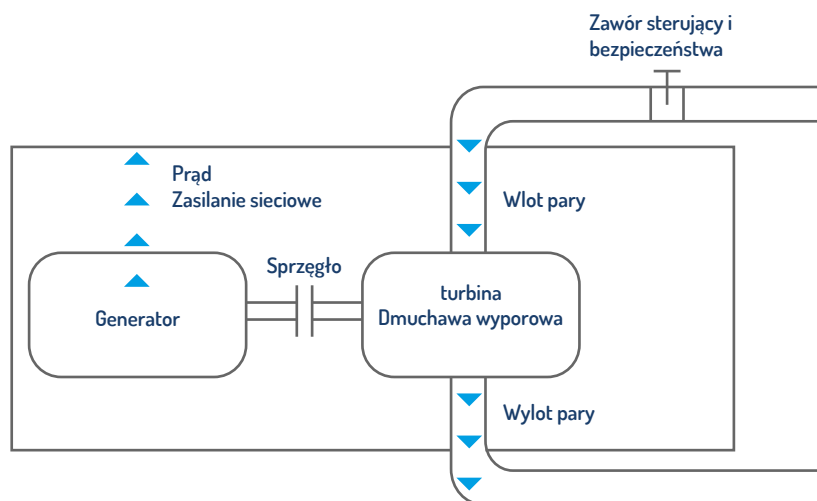 Zawór sterujący i
bezpieczeństwa
Prąd
Zasilanie sieciowe
Wlot pary
Sprzęgło
Generator
turbina
Dmuchawa wyporowa
Wylot pary